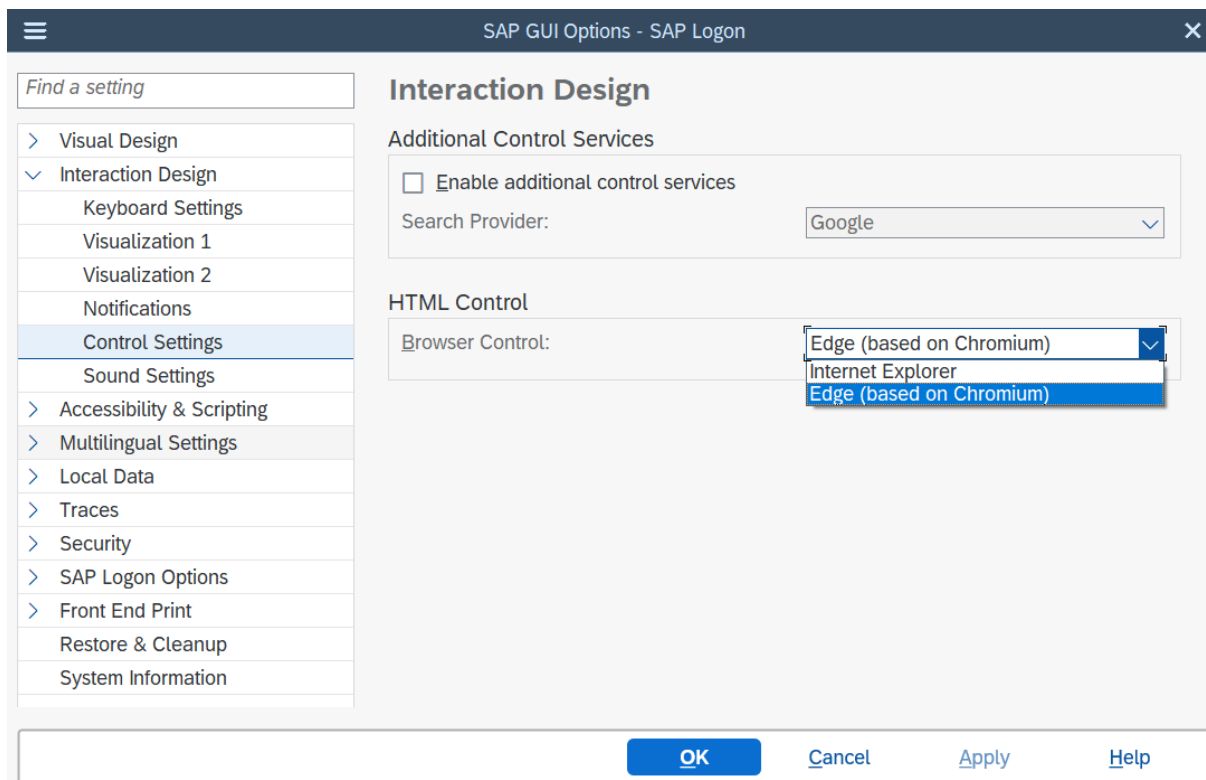 SAP GUI Options - SAP Logon
Find a setting
Visual Design
Interaction Design
Keyboard Settings
Visualization 1
Visualization 2
Notifications
Control Settings
Sound Settings
Accessibility & Scripting
Multilingual Settings
Local Data
Traces
Security
SAP Logon Options
Front End Print
Restore & Cleanup
System Information
Interaction Design
Additional Control Services
Enable additional control services
Search Provider: Google
HTML Control
Browser Control: Edge (based on Chromium)
Internet Explorer
Edge (based on Chromium)
OK Cancel Apply Help